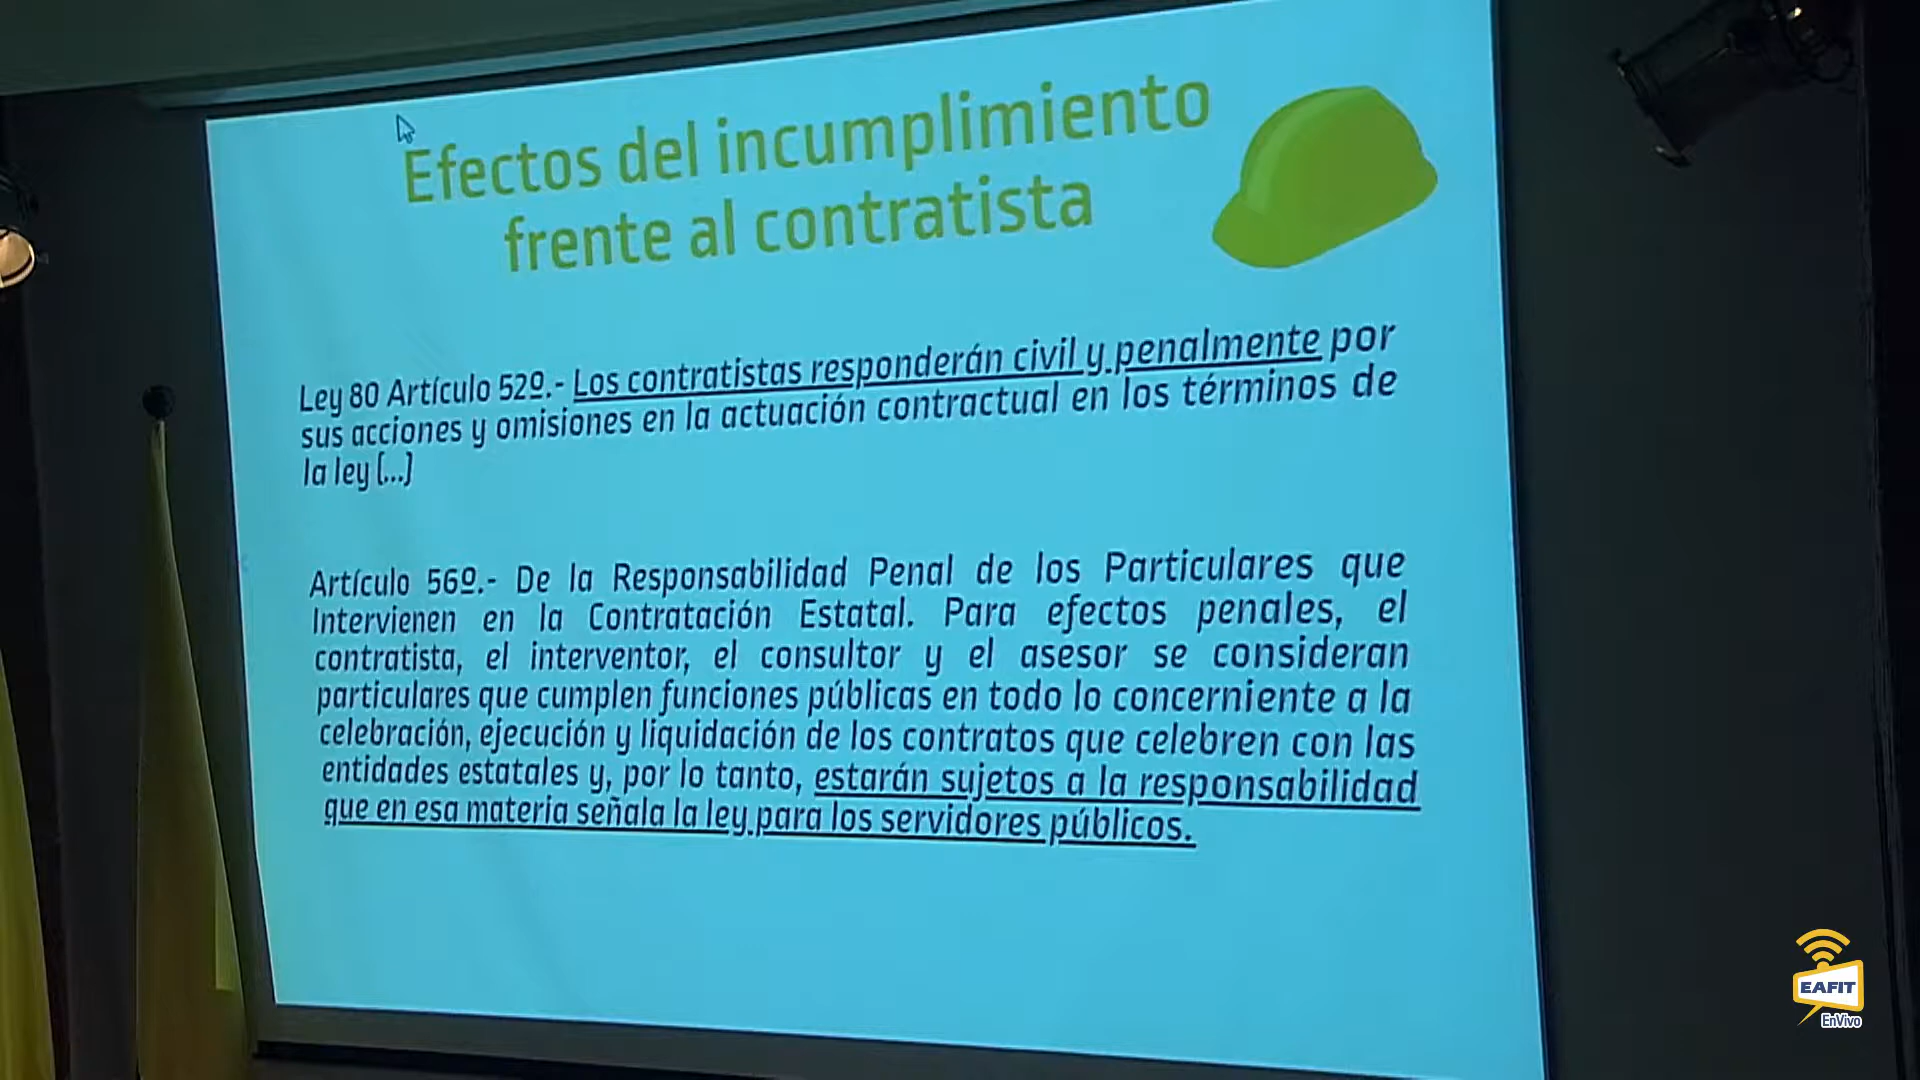 Efectos del incumplimiento
frente al contratista
Ley 80 Artículo 52º.- Los contratistas responderán civil y penalmente por
sus acciones y omisiones en la actuación contractual en los términos de
la ley (...)
Artículo 56º.- De la Responsabilidad Penal de los Particulares que
Intervienen en la Contratación Estatal. Para efectos penales, el
contratista, el interventor, el consultor y el asesor se consideran
particulares que cumplen funciones públicas en todo lo concerniente a la
celebración, ejecución y liquidación de los contratos que celebren con las
entidades estatales y, por lo tanto, estarán sujetos a la responsabilidad
que en esa materia señala la ley para los servidores públicos.
EAFIT
EnVivo